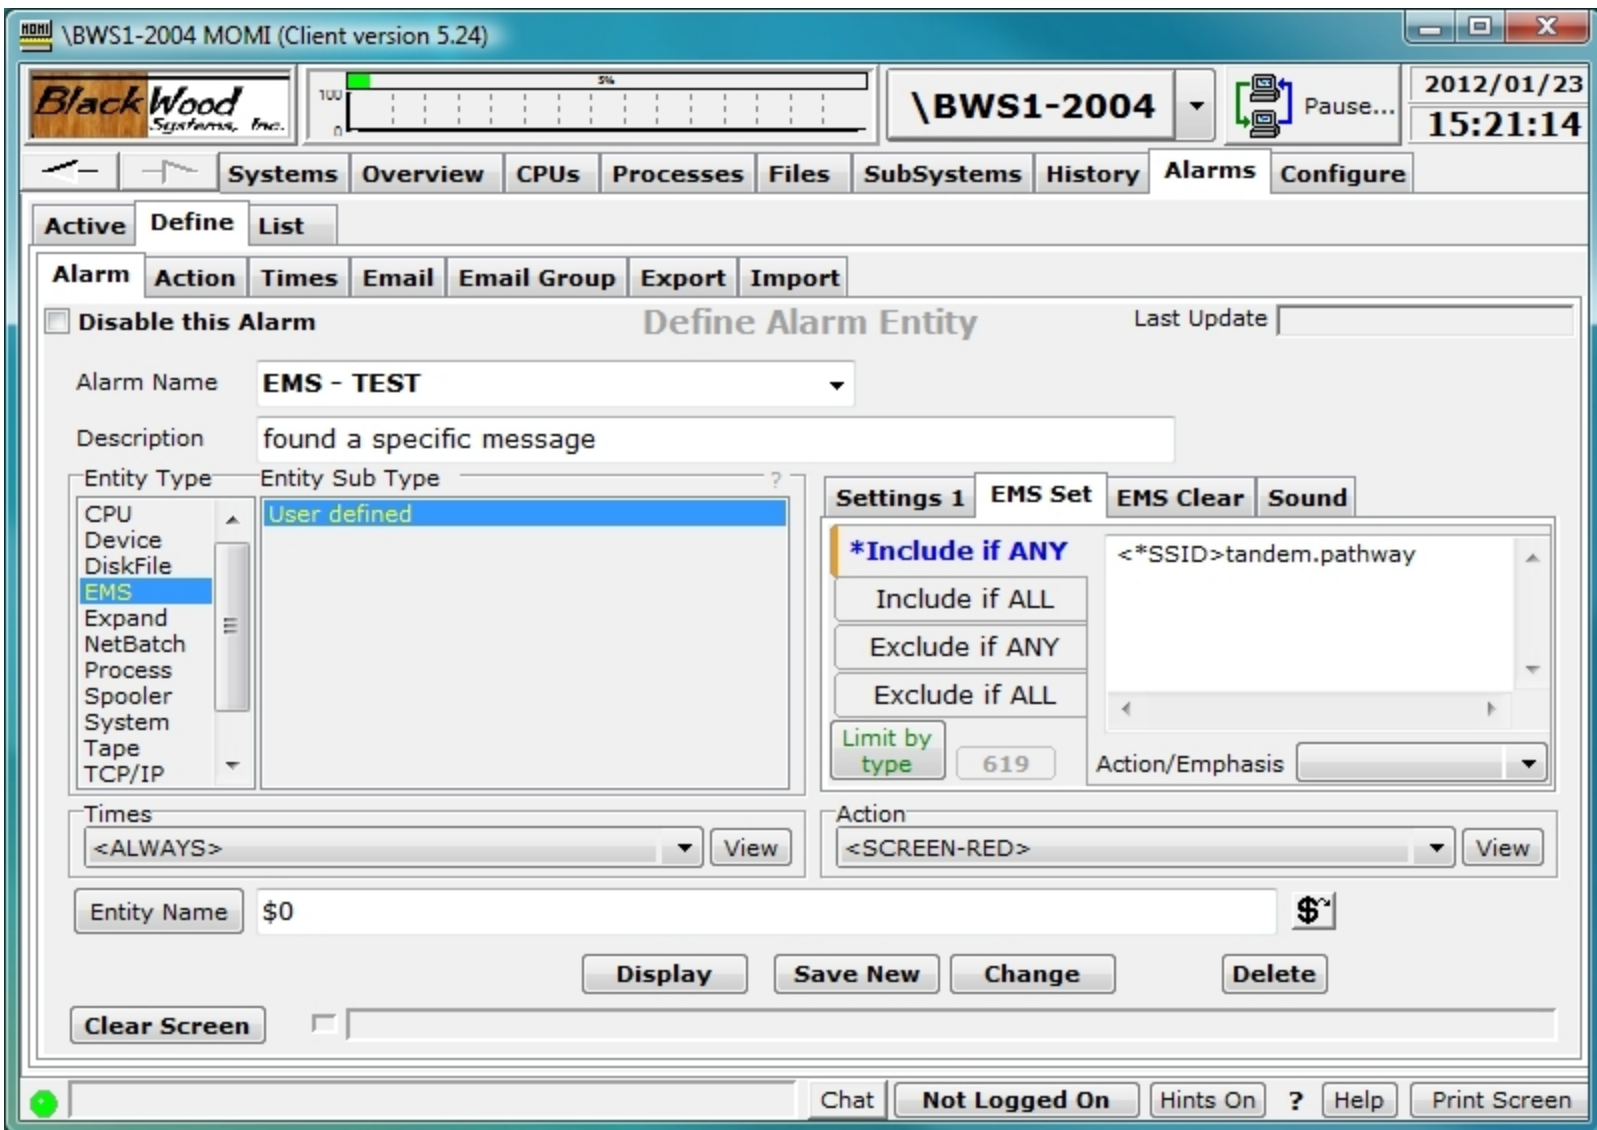 MOMI \BWS1-2004 MOMI (Client version 5.24)
BlackWood
Systems, Inc.
5%
100
0
\BWS1-2004
Pause...
2012/01/23
15:21:14
Systems Overview CPUs Processes Files SubSystems History Alarms Configure
Active Define List
Alarm Action Times Email Email Group Export Import
Disable this Alarm
Define Alarm Entity
Last Update
Alarm Name EMS - TEST
Description found a specific message
Entity Type
CPU
Device
DiskFile
EMS
Expand
NetBatch
Process
Spooler
System
Tape
TCP/IP
Entity Sub Type ?
User defined
Settings 1 EMS Set EMS Clear Sound
*Include if ANY
Include if ALL
Exclude if ANY
Exclude if ALL
<*SSID>tandem.pathway
Limit by
type
619
Action/Emphasis
Times
<ALWAYS> View
Action
<SCREEN-RED> View
Entity Name $0 $
Display Save New Change Delete
Clear Screen
Chat Not Logged On Hints On ? Help Print Screen